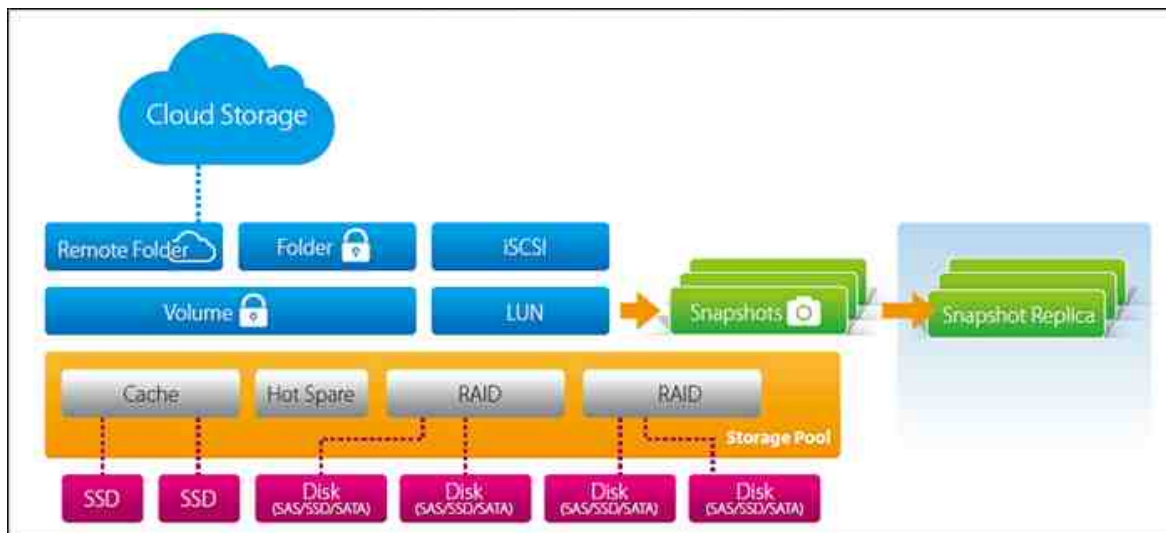 Cloud Storage
Remote Folder
Folder
iSCSI
Volume
LUN
Snapshots
Snapshot Replica
Cache
Hot Spare
RAID
RAID
Storage Pool
SSD
SSD
Disk
(SAS/SSD/SATA)
Disk
(SAS/SSD/SATA)
Disk
(SAS/SSD/SATA)
Disk
(SAS/SSD/SATA)